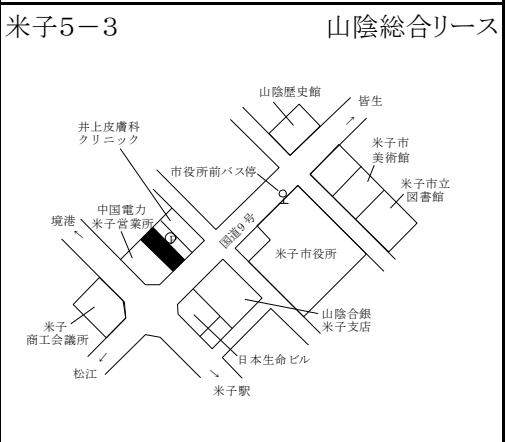 米子5−3
山陰総合リース
山陰歴史館
皆生
井上皮膚科
クリニック
米子市
美術館
市役所前バス停
米子市立
図書館
中国電力
米子営業所
境港
国道9号
米子市役所
山陰合銀
米子支店
米子
商工会議所
日本生命ビル
松江
米子駅